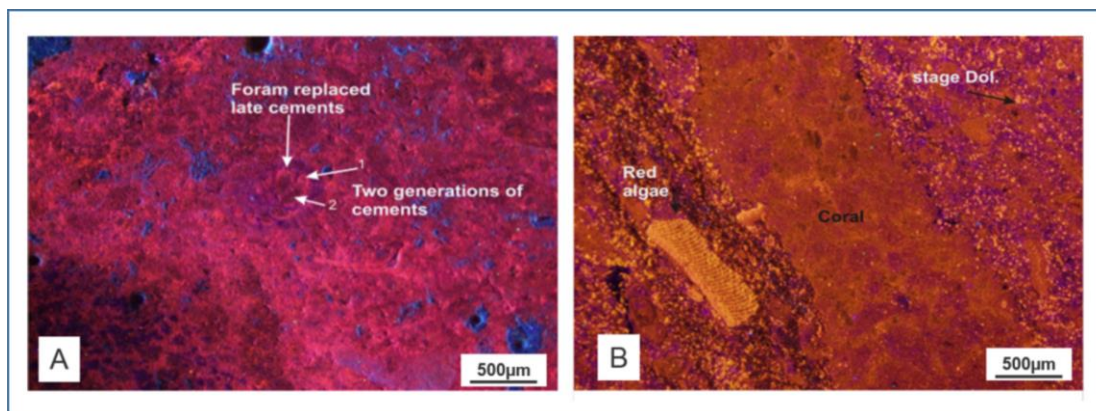 Foram replaced
late cements
1
Two generations of
2
cements
A
500µm
stage Dol.
Red
algae
Coral
B
500µm